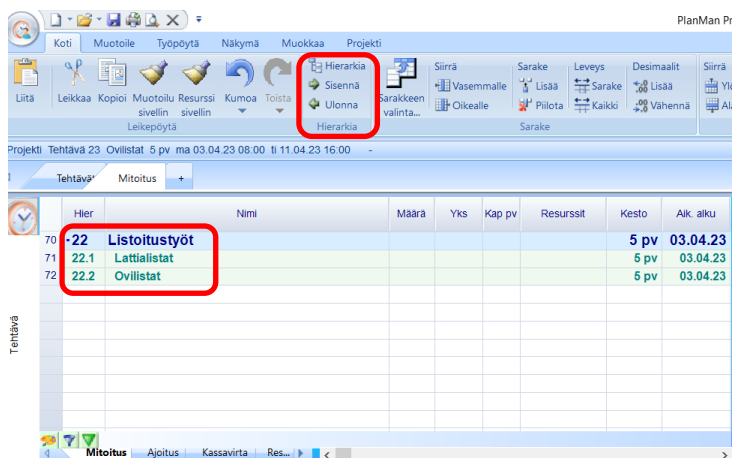 PlanMan Pr
Koti Muotoile Työpöytä Näkymä Muokkaa Projekti
Liitä Leikkaa Kopioi Muotoilu sivellin Resurssi sivellin Kumoa Toista
Leikepöytä
Hierarkia
Sisennä
Ulonna
Hierarkia
Sarakkeen valinta...
Siirrä
Vasemmalle
Oikealle
Sarake
Lisää
Piilota
Leveys
Sarake
Kaikki
Desimaalit
Lisää
Vähennä
Sarake
Siirrä
Ylö
Al
Projekti Tehtävä 23 Ovilistat 5 pv ma 03.04.23 08:00 ti 11.04.23 16:00 -
Tehtävä Mitoitus +
Hier Nimi Määrä Yks Kap pv Resurssit Kesto Aik. alku
70 -22 Listoitustyöt 5 pv 03.04.23
71 22.1 Lattialistat 5 pv 03.04.23
72 22.2 Ovilistat 5 pv 03.04.23
Tehtävä
Mitoitus Ajoitus Kassavirta Res...